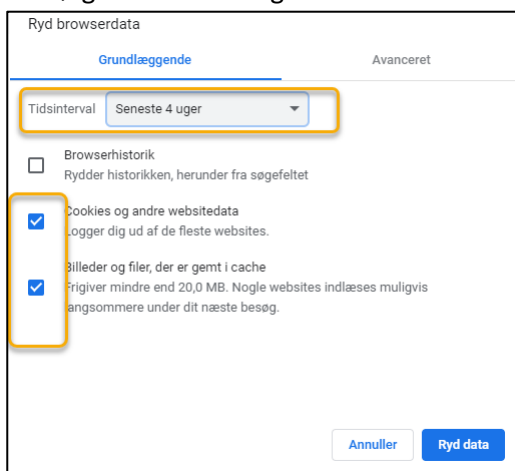 Ryd browserdata
Grundlæggende Avanceret
Tidsinterval Seneste 4 uger
Browserhistorik
Rydder historikken, herunder fra søgefeltet
Cookies og andre websitedata
Logger dig ud af de fleste websites.
Billeder og filer, der er gemt i cache
Frigiver mindre end 20,0 MB. Nogle websites indlæses muligvis
langsommere under dit næste besøg.
Annuller Ryd data